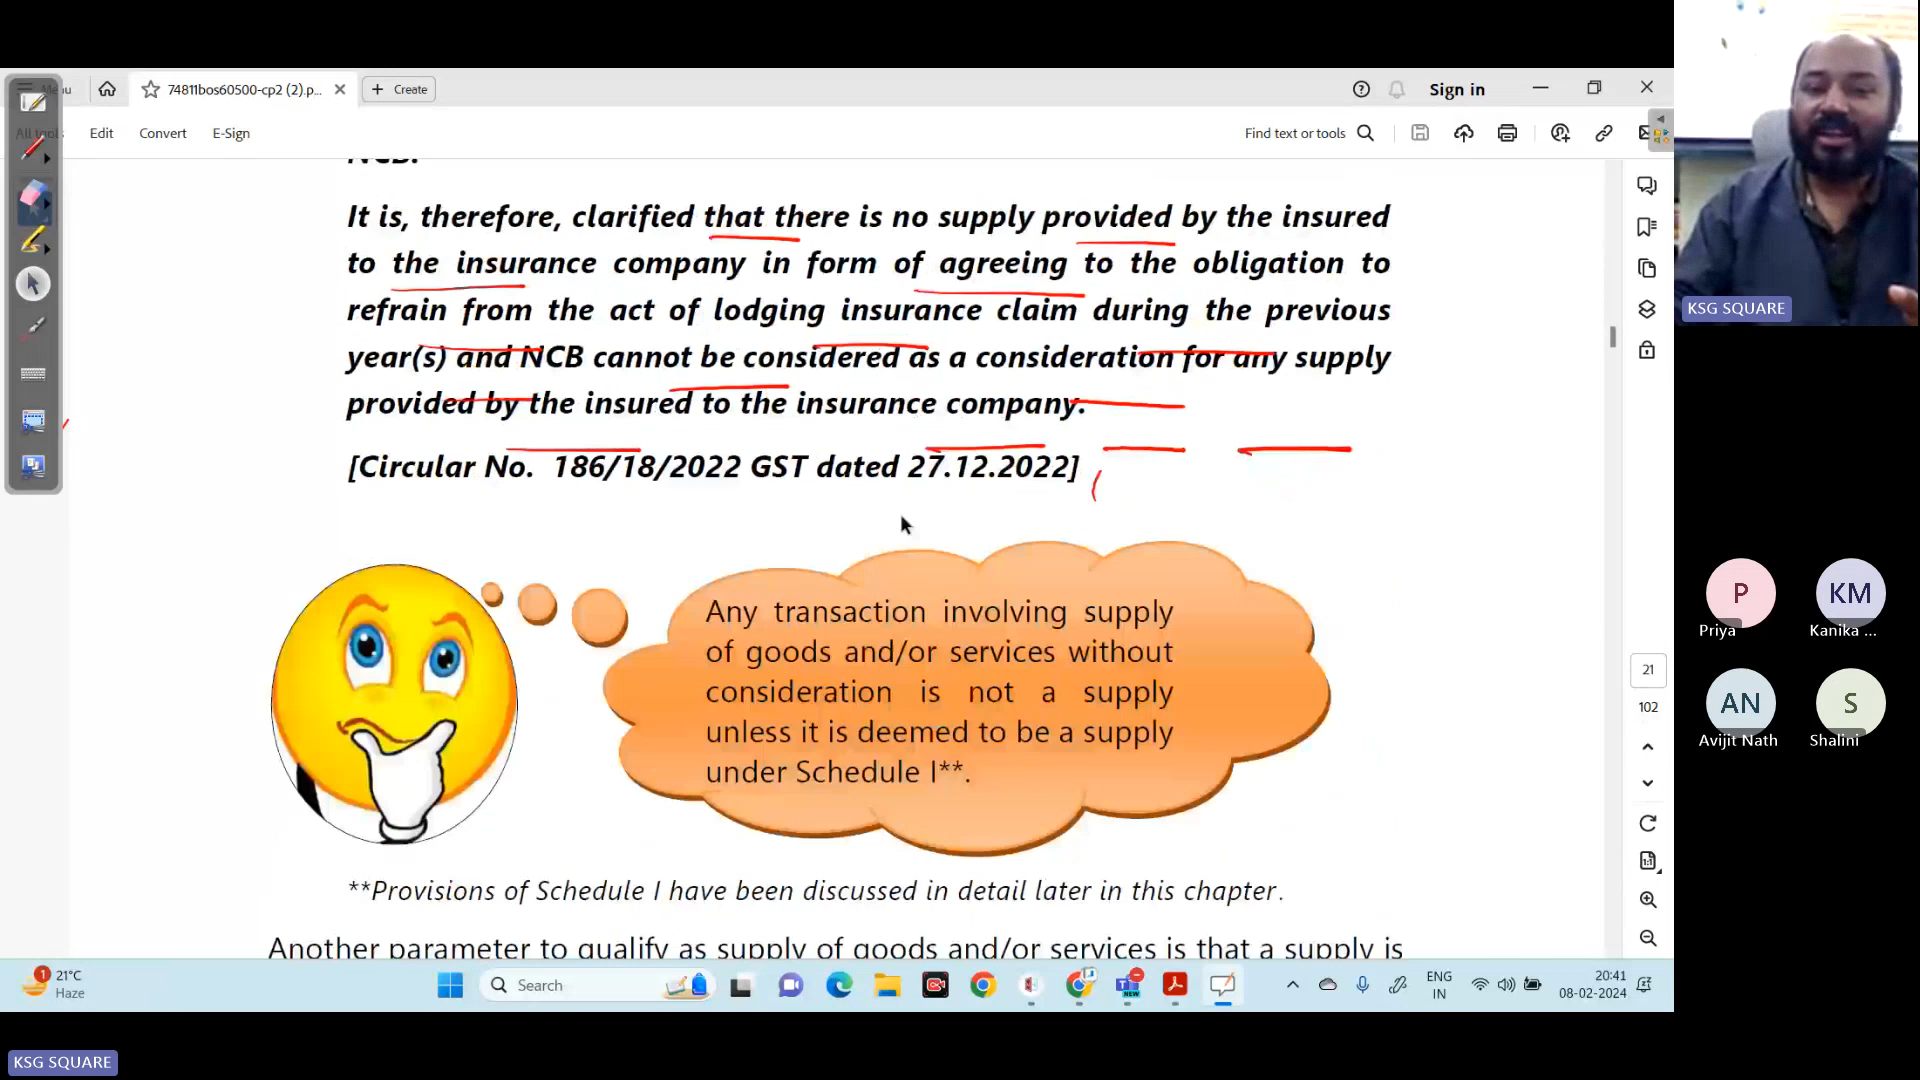 Menu
74811bos60500-cp2 (2).p...
Create
Sign in
All tools
Edit
Convert
E-Sign
Find text or tools
NCB.
It is, therefore, clarified that there is no supply provided by the insured
to the insurance company in form of agreeing to the obligation to
refrain from the act of lodging insurance claim during the previous
year(s) and NCB cannot be considered as a consideration for any supply
provided by the insured to the insurance company.
[Circular No. 186/18/2022 GST dated 27.12.2022]
Any transaction involving supply
of goods and/or services without
consideration is not a supply
unless it is deemed to be a supply
under Schedule I**.
**Provisions of Schedule I have been discussed in detail later in this chapter.
Another parameter to qualify as supply of goods and/or services is that a supply is
21
102
KSG SQUARE
P
Priya
KM
Kanika ...
AN
Avijit Nath
S
Shalini
1
21°C
Haze
Search
NEW
ENG
IN
20:41
08-02-2024
KSG SQUARE